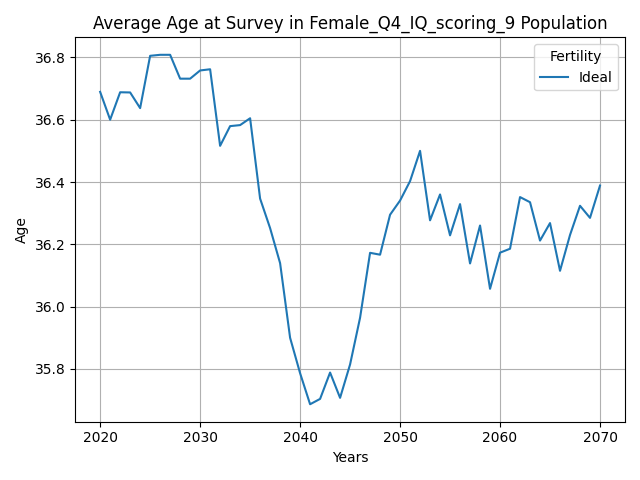 Average Age at Survey in Female_Q4_IQ_scoring_9 Population
Fertility
Ideal
36.8
36.6
36.4
36.2
36.0
35.8
Age
2020 2030 2040 2050 2060 2070
Years